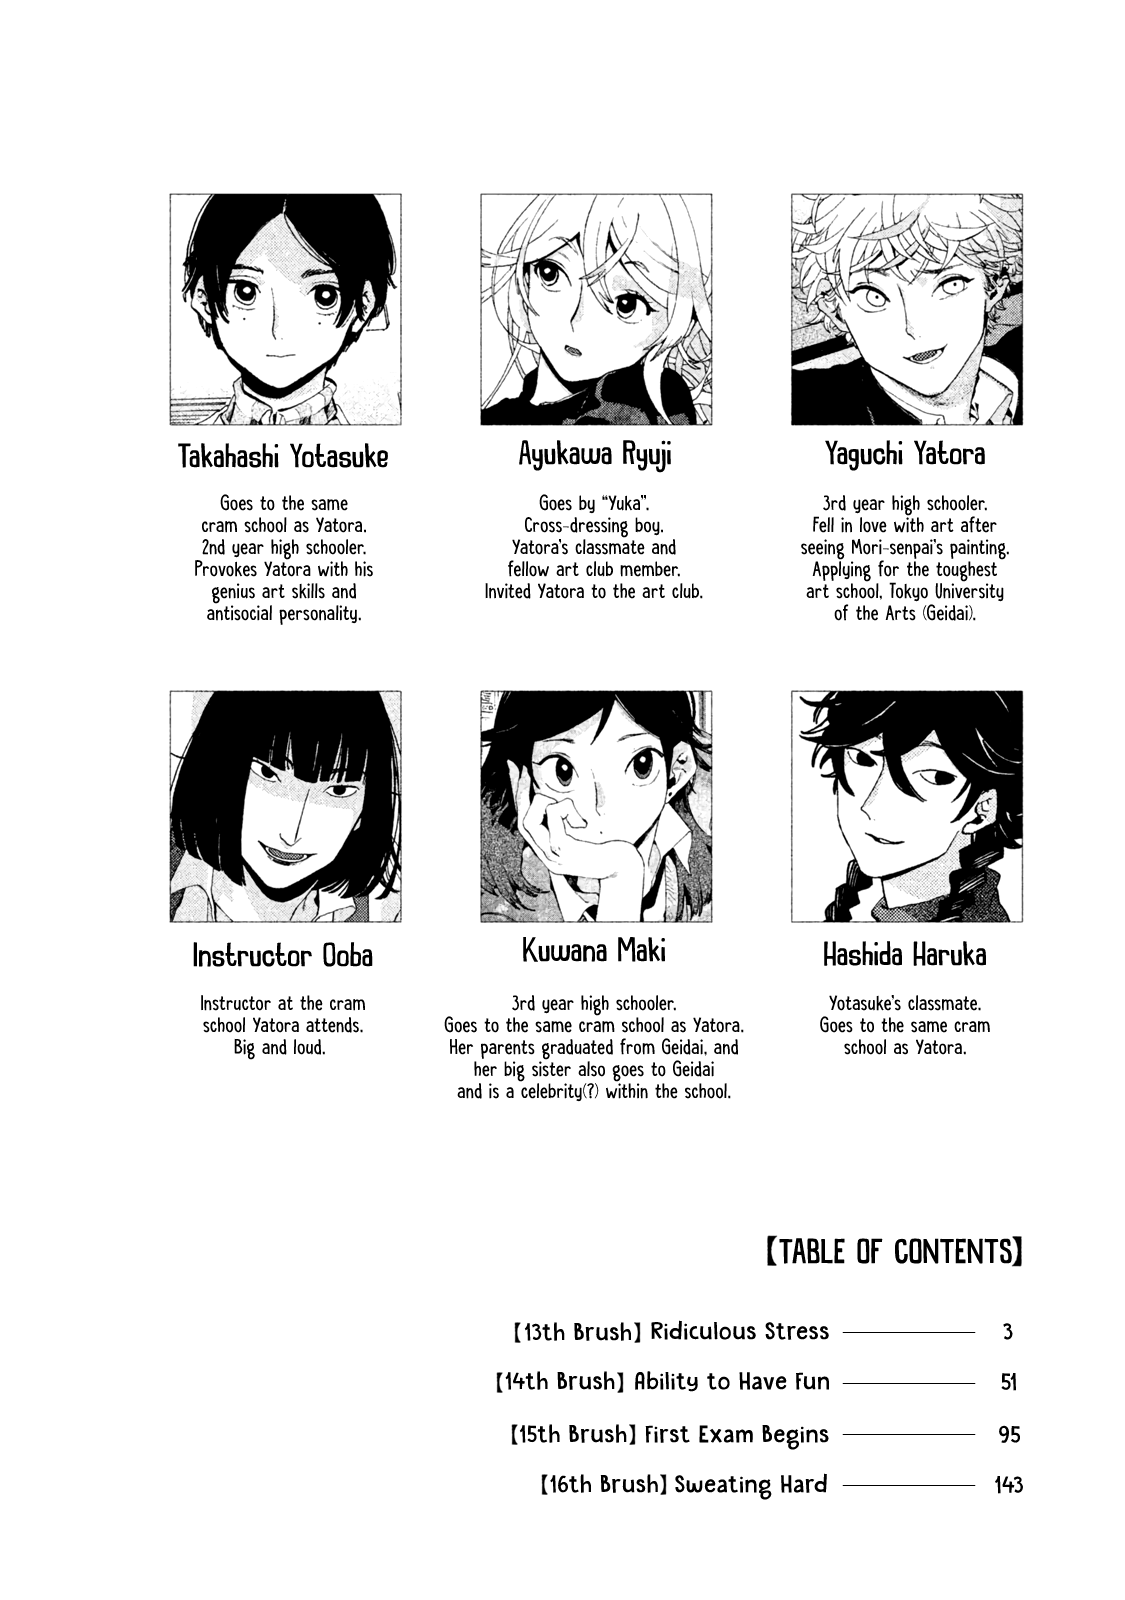 Takahashi Yotasuke
Goes to the same
cram school as Yatora.
2nd year high schooler.
Provokes Yatora with his
genius art skills and
antisocial personality.
Ayukawa Ryuji
Goes by “Yuka”.
Cross-dressing boy.
Yatora's classmate and
fellow art club member.
Invited Yatora to the art club.
Yaguchi Yatora
3rd year high schooler.
Fell in love with art after
seeing Mori-senpai's painting.
Applying for the toughest
art school, Tokyo University
of the Arts (Geidai).
Instructor Ooba
Instructor at the cram
school Yatora attends.
Big and loud.
Kuwana Maki
3rd year high schooler.
Goes to the same cram school as Yatora.
Her parents graduated from Geidai, and
her big sister also goes to Geidai
and is a celebrity(?) within the school.
Hashida Haruka
Yotasuke's classmate.
Goes to the same cram
school as Yatora.
【TABLE OF CONTENTS】
【13th Brush】 Ridiculous Stress 3
【14th Brush】 Ability to Have Fun 51
【15th Brush】 First Exam Begins 95
【16th Brush】 Sweating Hard 143